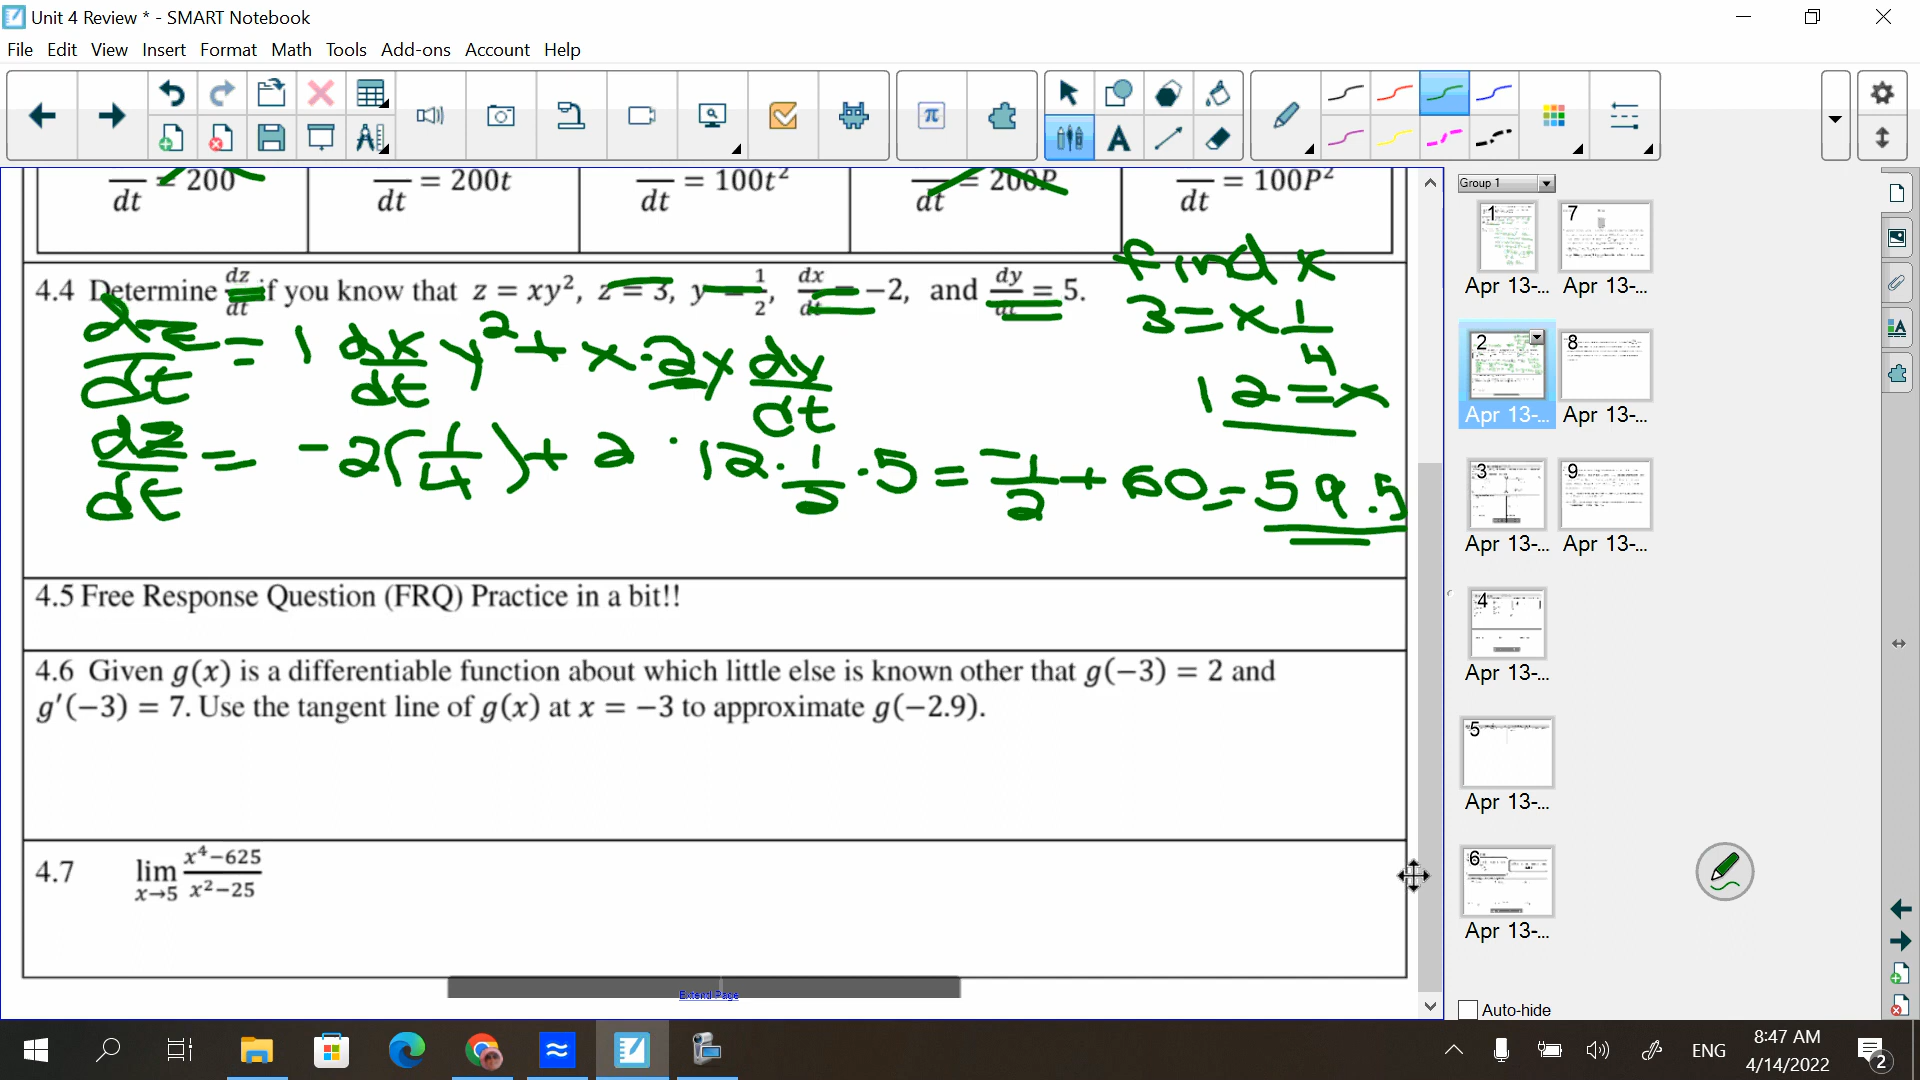 Unit 4 Review * - SMART Notebook
File Edit View Insert Format Math Tools Add-ons Account Help
dt = 200
dt = 200t
dt = 100t²
dt = 200P
dt = 100P²
4.4 Determine dz/dt if you know that z = xy², z = 3, y = 1/2, dx/dt = −2, and dy/dt = 5.
find x
3 = x 1/4
12 = x
dz/dt = 1 dx/dt y² + x · 2y dy/dt
dz/dt = -2(1/4) + 2 · 12 · 1/2 · 5 = -1/2 + 60 = 59.5
4.5 Free Response Question (FRQ) Practice in a bit!!
4.6 Given g(x) is a differentiable function about which little else is known other that g(−3) = 2 and
g′(−3) = 7. Use the tangent line of g(x) at x = −3 to approximate g(−2.9).
4.7 lim x→5 x⁴−625 / x²−25
Extend Page
Group 1
1 Apr 13-...
7 Apr 13-...
2 Apr 13-...
8 Apr 13-...
3 Apr 13-...
9 Apr 13-...
4 Apr 13-...
5 Apr 13-...
6 Apr 13-...
Auto-hide
ENG
8:47 AM
4/14/2022
2